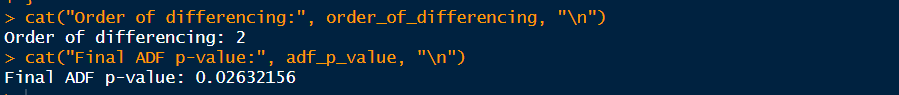 > cat("Order of differencing:", order_of_differencing, "\n")
Order of differencing: 2
> cat("Final ADF p-value:", adf_p_value, "\n")
Final ADF p-value: 0.02632156